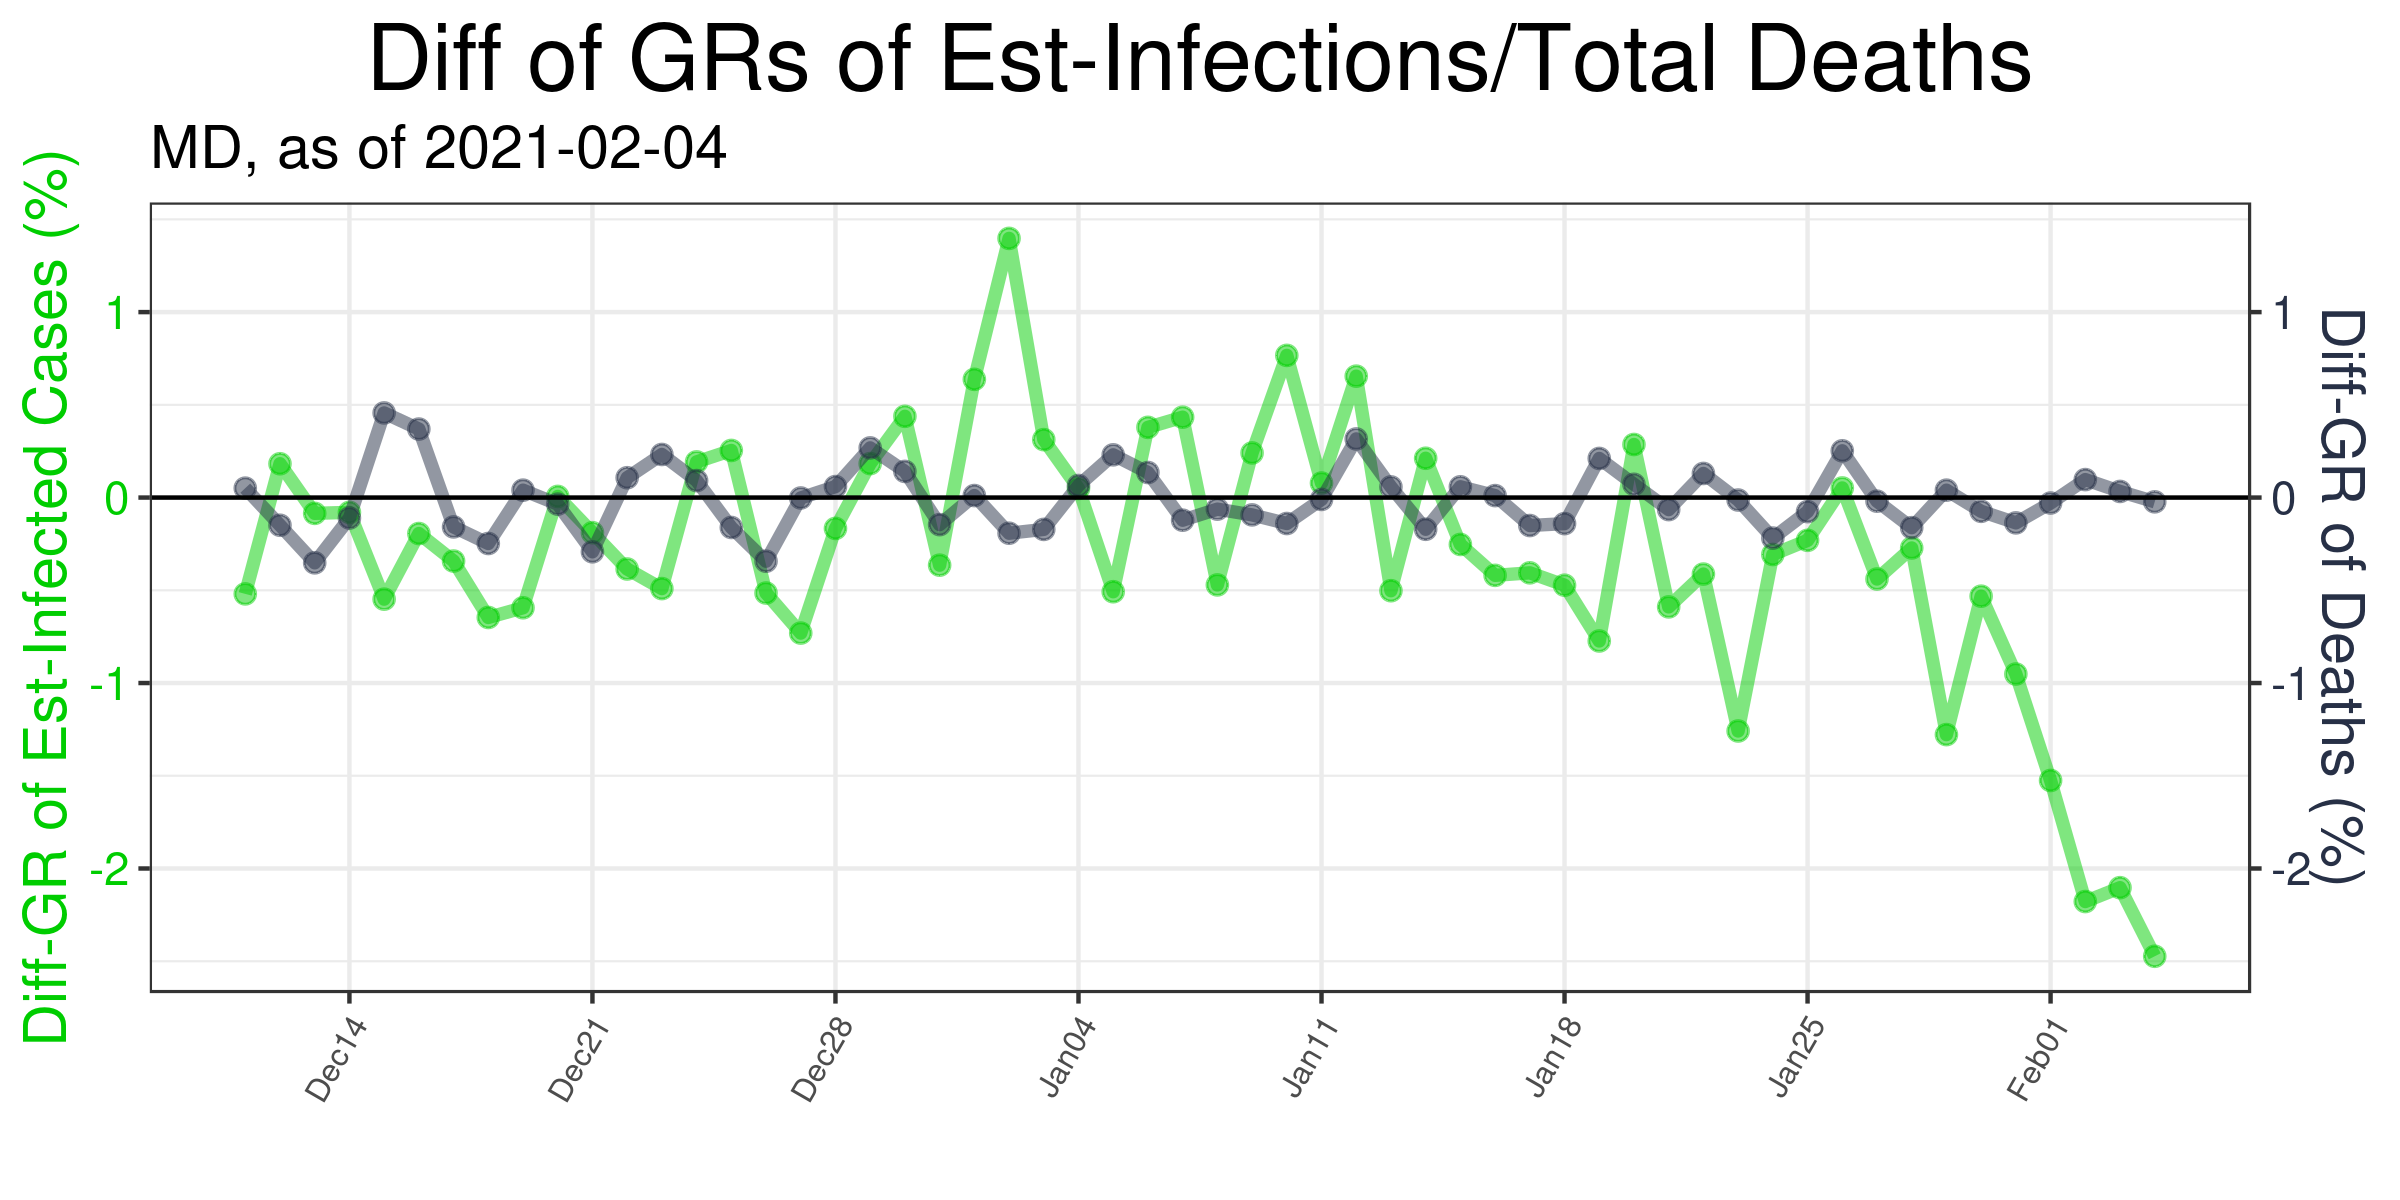 Diff of GRs of Est-Infections/Total Deaths
MD, as of 2021-02-04
Diff-GR of Est-Infected Cases (%)
1
0
-1
-2
1
0
-1
-2
Diff-GR of Deaths (%)
Dec14
Dec21
Dec28
Jan04
Jan11
Jan18
Jan25
Feb01